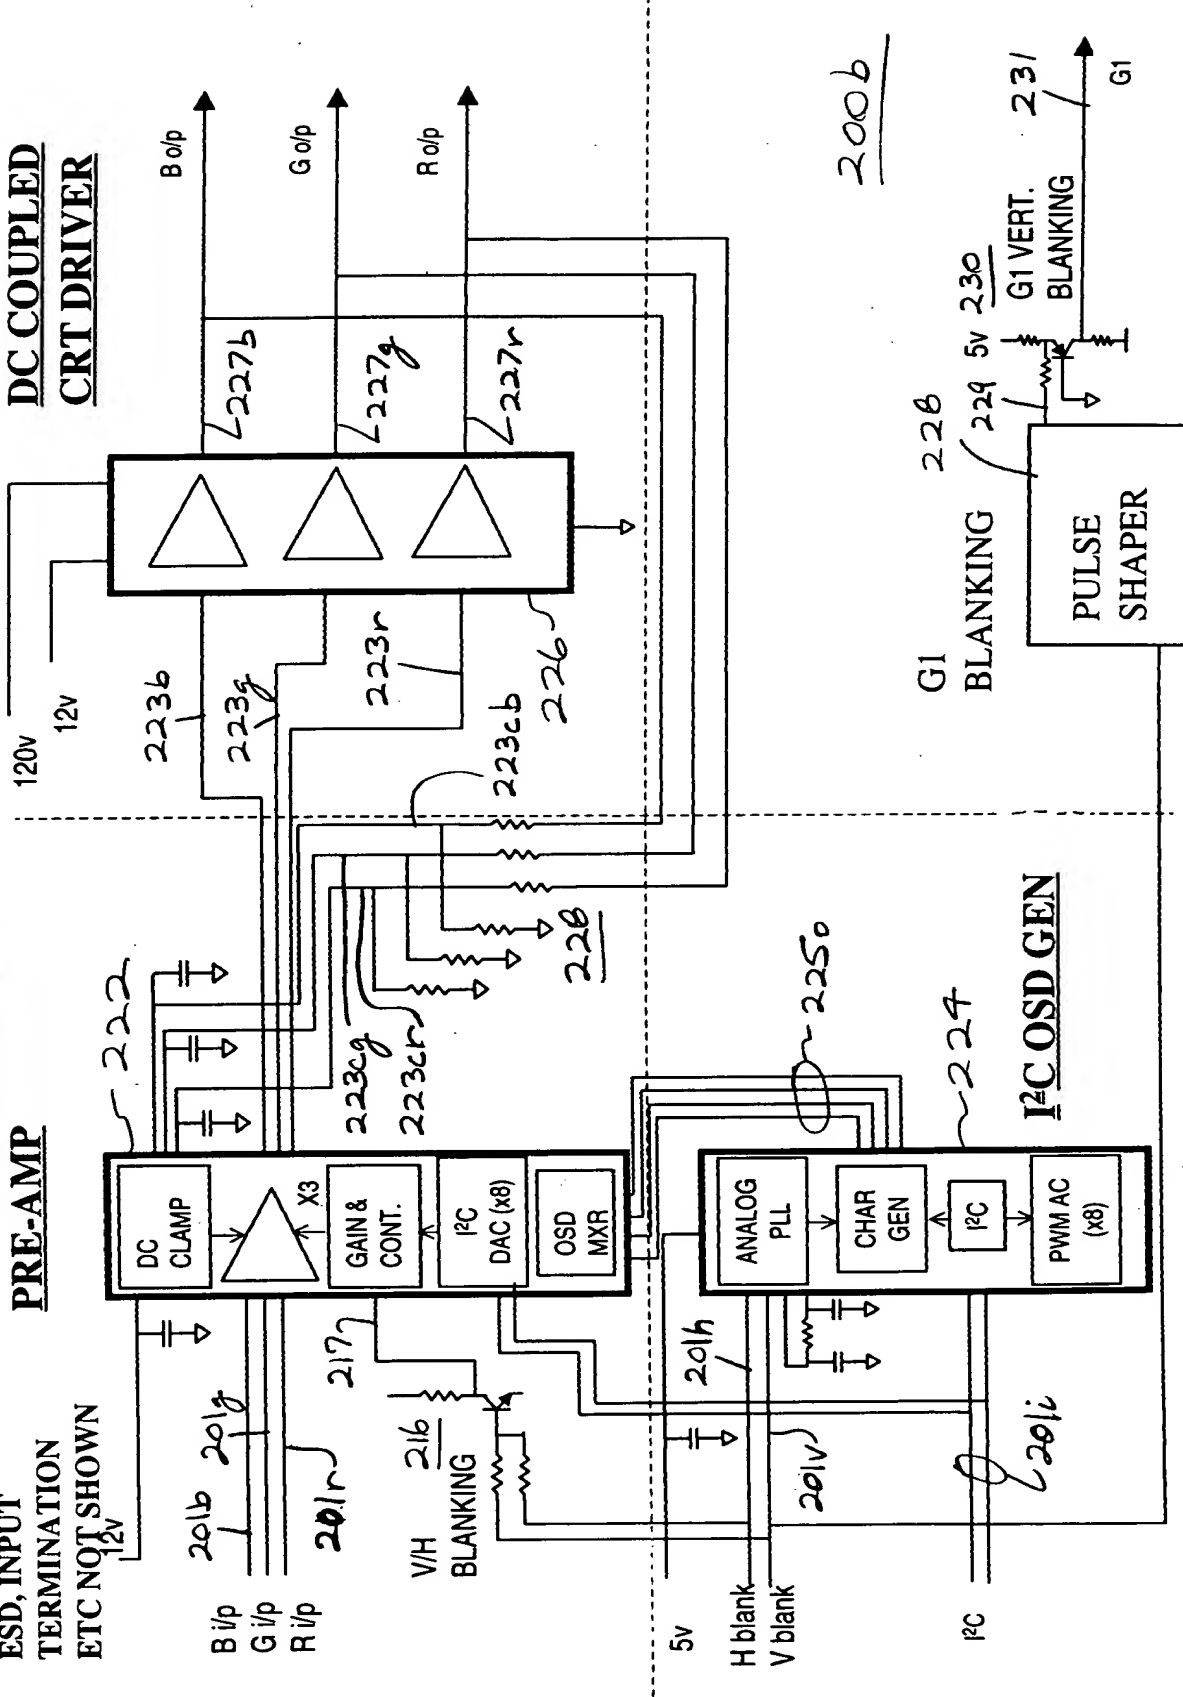 ESD, INPUT
TERMINATION
ETC NOT SHOWN
PRE-AMP
DC COUPLED
CRT DRIVER
120v
12v
12v
222
DC
CLAMP
X3
GAIN &
CONT.
I²C
DAC (x8)
OSD
MXR
B i/p
G i/p
R i/p
201b
201g
201r
217
216
V/H
BLANKING
223b
223g
223r
226
223cb
223cg
223cr
228
227b
227g
227r
B o/p
G o/p
R o/p
200b
5v
H blank
V blank
I²C
201h
201v
201i
ANALOG
PLL
CHAR
GEN
I²C
PWM AC
(x8)
225o
224
I²C OSD GEN
G1
BLANKING
PULSE
SHAPER
228
229
5v
230
G1 VERT.
BLANKING
231
G1